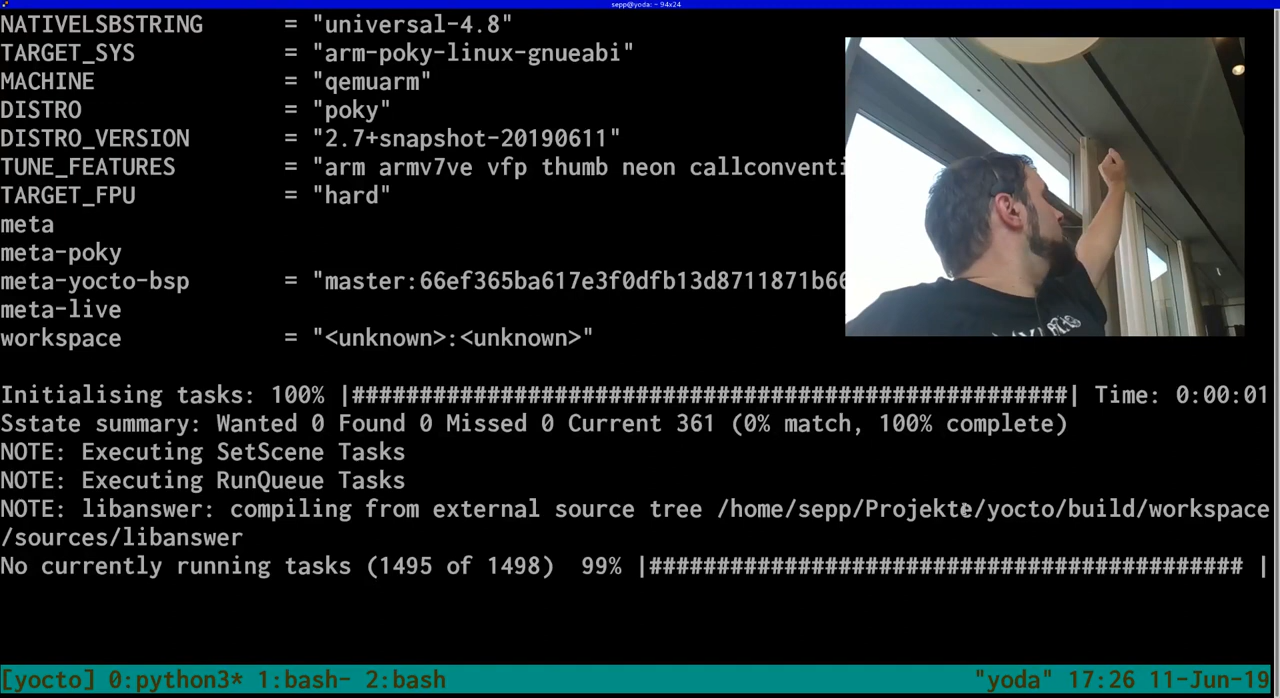 sepp@yoda: ~ 94x24
NATIVELSBSTRING = "universal-4.8"
TARGET_SYS = "arm-poky-linux-gnueabi"
MACHINE = "qemuarm"
DISTRO = "poky"
DISTRO_VERSION = "2.7+snapshot-20190611"
TUNE_FEATURES = "arm armv7ve vfp thumb neon callconventi
TARGET_FPU = "hard"
meta
meta-poky
meta-yocto-bsp = "master:66ef365ba617e3f0dfb13d8711871b66
meta-live
workspace = "<unknown>:<unknown>"
Initialising tasks: 100% |#####################################################| Time: 0:00:01
Sstate summary: Wanted 0 Found 0 Missed 0 Current 361 (0% match, 100% complete)
NOTE: Executing SetScene Tasks
NOTE: Executing RunQueue Tasks
NOTE: libanswer: compiling from external source tree /home/sepp/Projekte/yocto/build/workspace
/sources/libanswer
No currently running tasks (1495 of 1498) 99% |############################################ |
[yocto] 0:python3* 1:bash- 2:bash "yoda" 17:26 11-Jun-19